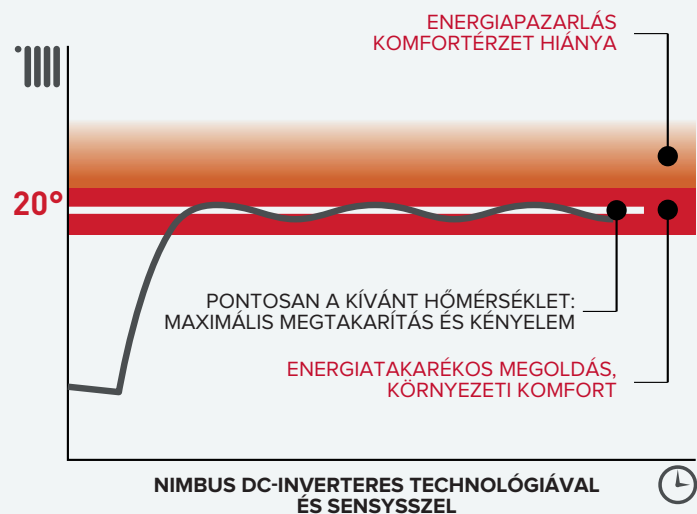 ENERGIAPAZARLÁS
KOMFORTÉRZET HIÁNYA
20°
PONTOSAN A KÍVÁNT HŐMÉRSÉKLET:
MAXIMÁLIS MEGTAKARÍTÁS ÉS KÉNYELEM
ENERGIATAKARÉKOS MEGOLDÁS,
KÖRNYEZETI KOMFORT
NIMBUS DC-INVERTERES TECHNOLÓGIÁVAL
ÉS SENSYSSZEL